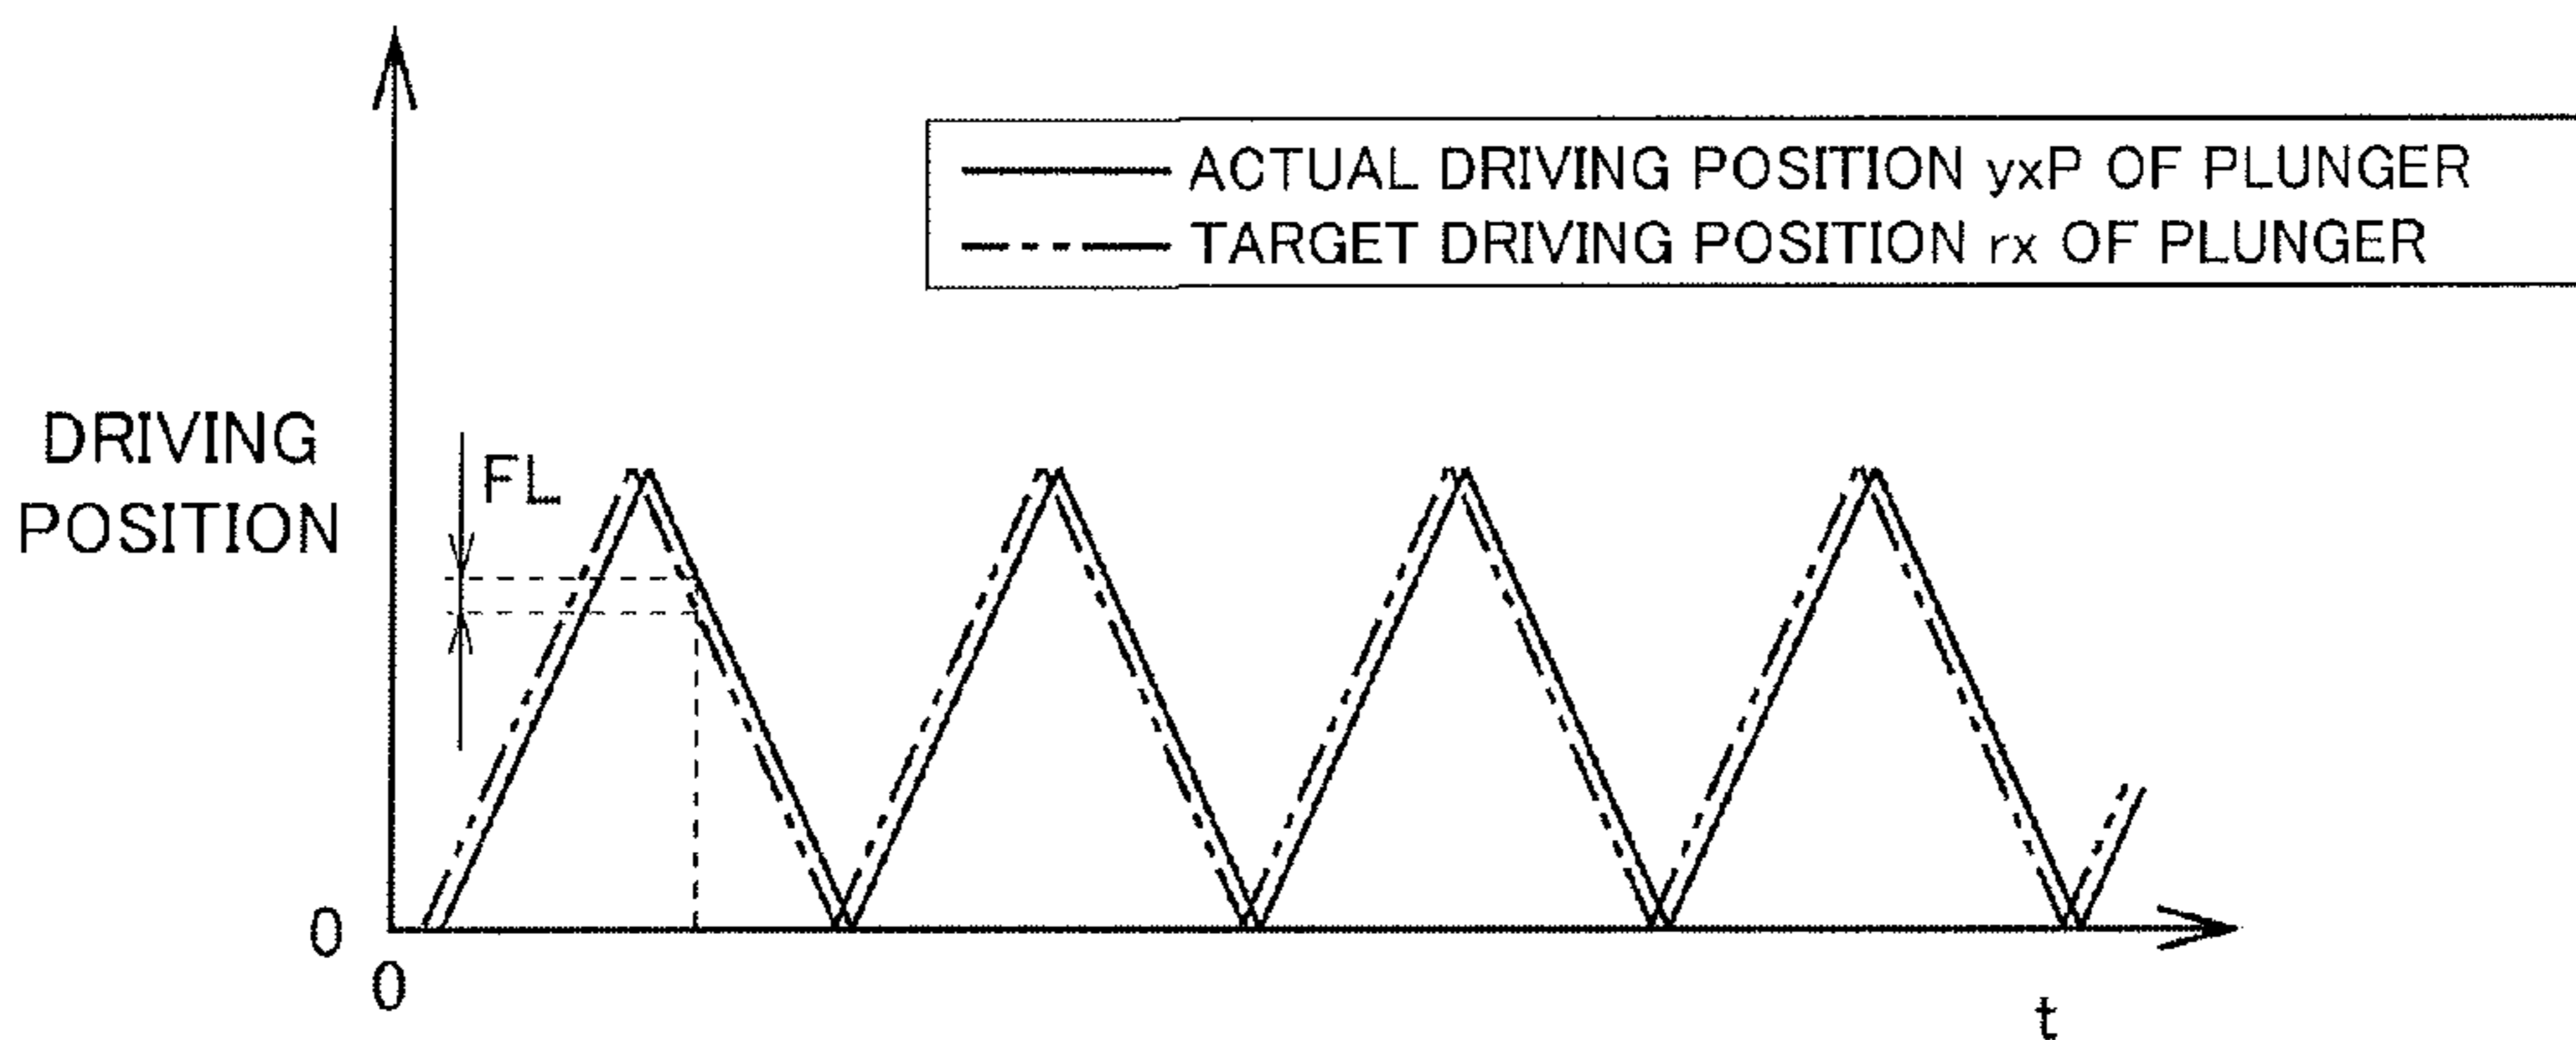 ACTUAL DRIVING POSITION yxP OF PLUNGER
TARGET DRIVING POSITION rx OF PLUNGER
DRIVING
POSITION
FL
0
0
t